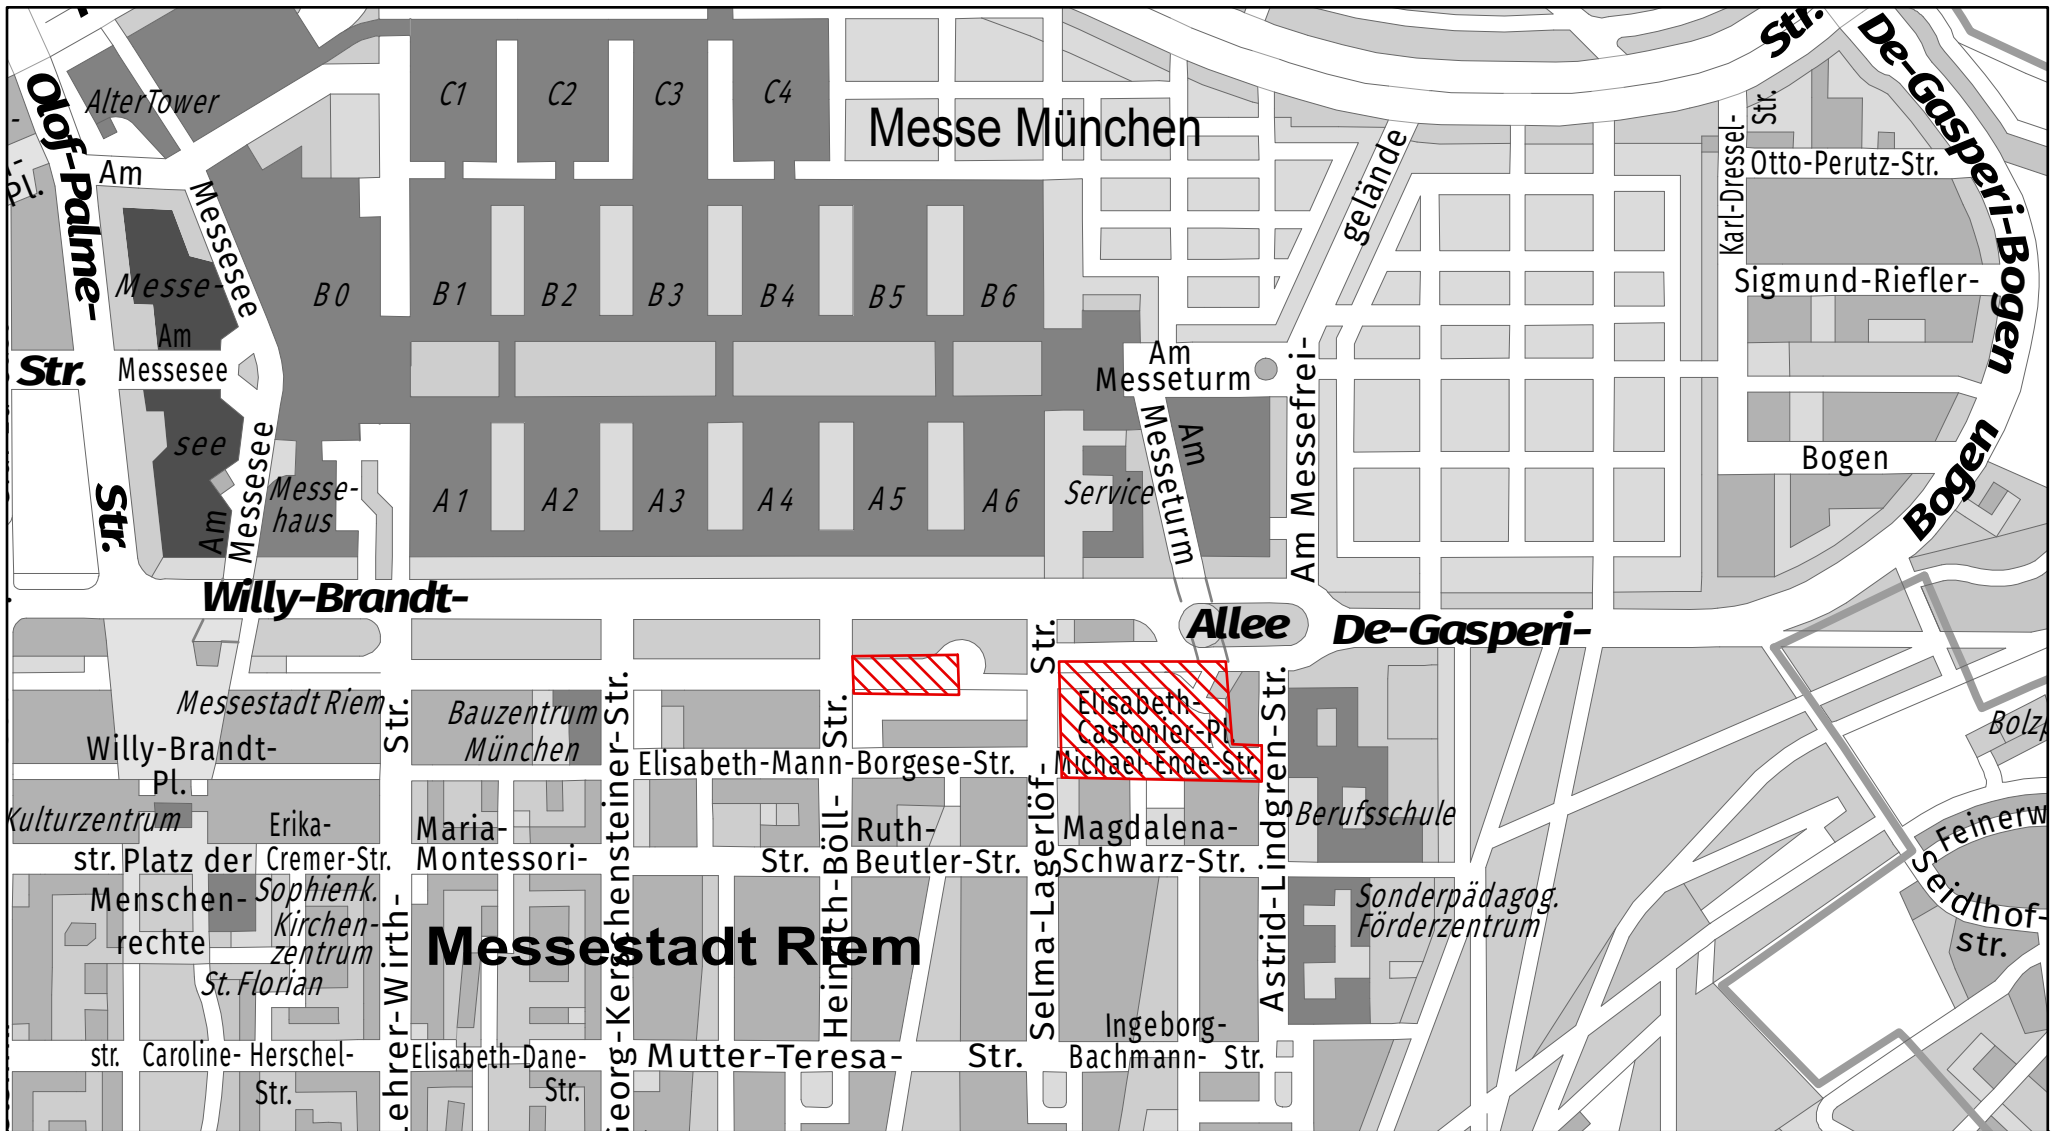 Str.
De-Gasperi-Bogen
Olof-Palme-
Str.
AlterTower
C1
C2
C3
C4
Messe München
Am
Messesee
Pl.
gelände
Karl-Dressel-
Str.
Otto-Perutz-Str.
Messe-
B0
B1
B2
B3
B4
B5
B6
Sigmund-Riefler-
Am
Messesee
Str.
Am
Messeturm
Am Messefrei-
Am
Messeturm
see
Am
Messesee
Messe-
haus
A1
A2
A3
A4
A5
A6
Service
Bogen
Bogen
Willy-Brandt-
Allee
De-Gasperi-
Messestadt Riem
Willy-Brandt-
Pl.
Bauzentrum
München
Str.
Georg-Kerschensteiner-Str.
Elisabeth-Mann-Borgese-Str.
Heinrich-Böll-
Str.
Selma-Lagerlöf-
Str.
Elisabeth-
Castonier-Pl.
Michael-Ende-Str.
Astrid-Lindgren-Str.
Kulturzentrum
Erika-
Cremer-Str.
str.
Platz der
Menschen-
rechte
Sophienk.
Kirchen-
zentrum
St. Florian
Lehrer-Wirth-
Maria-
Montessori-
Str.
Ruth-
Beutler-Str.
Magdalena-
Schwarz-Str.
Berufsschule
Sonderpädagog.
Förderzentrum
Messestadt Riem
Seidlhof-
str.
str.
Caroline-
Herschel-
Str.
Elisabeth-Dane-
Str.
Mutter-Teresa-
Str.
Ingeborg-
Bachmann-
Str.